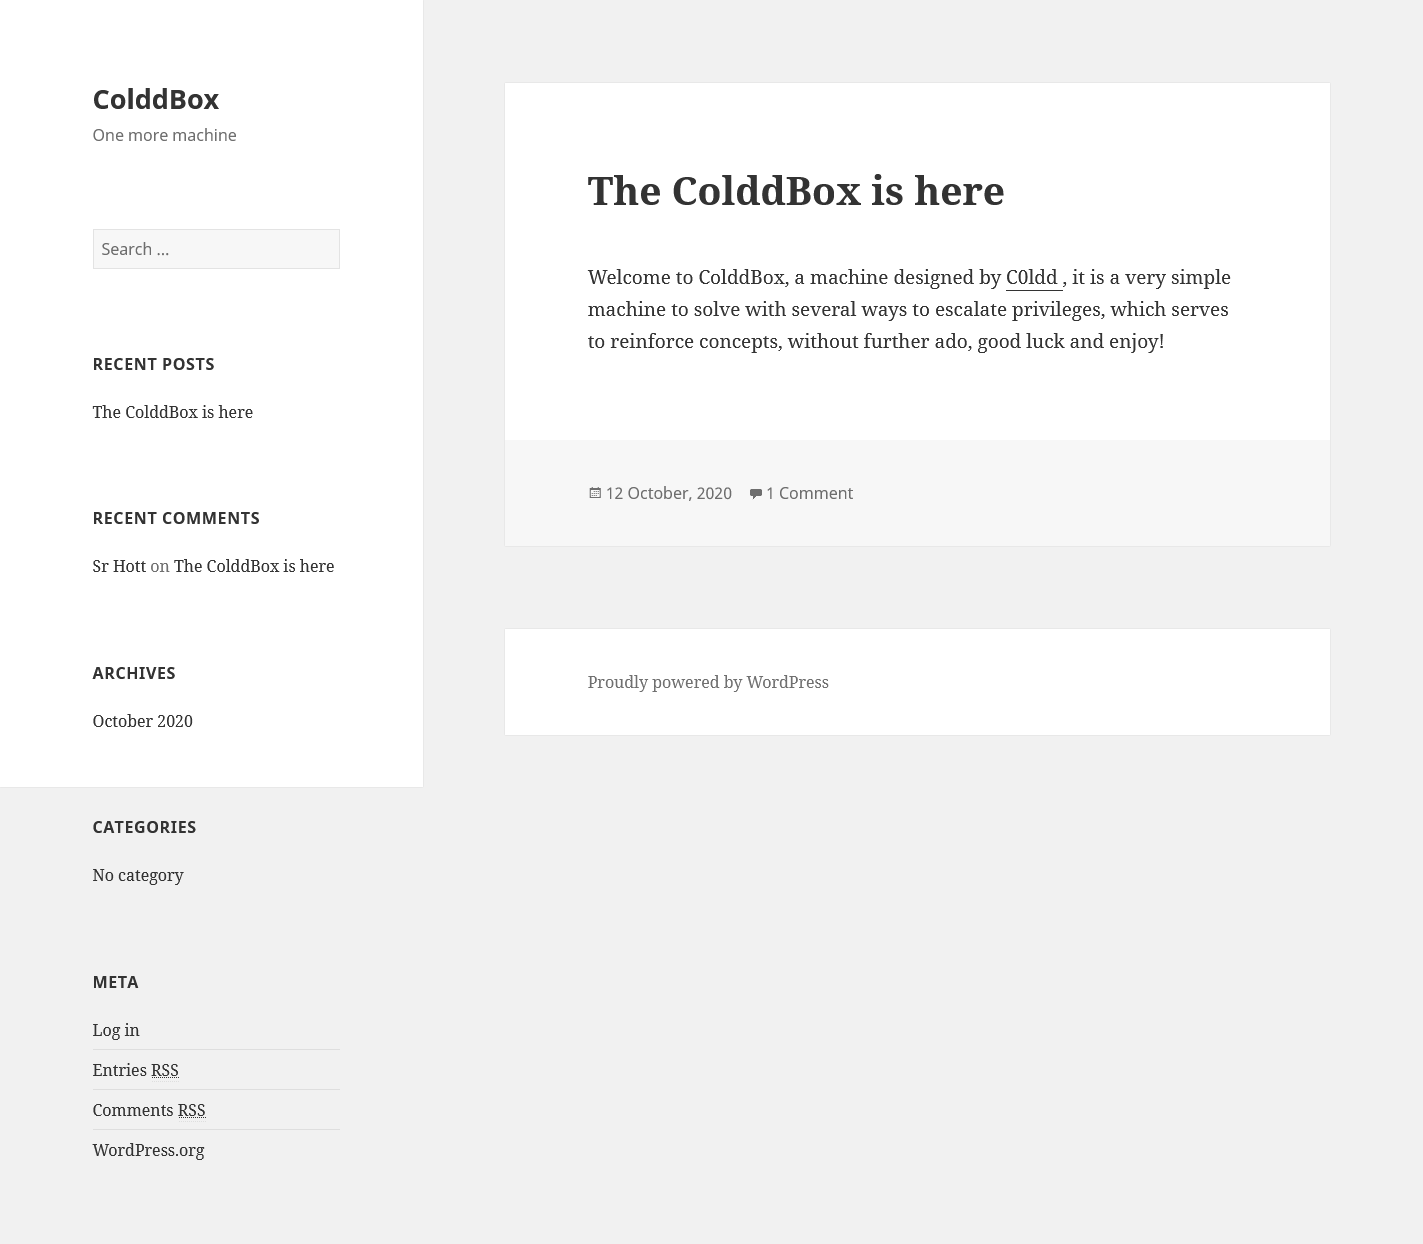 ColddBox
One more machine
Search ...
RECENT POSTS
The ColddBox is here
RECENT COMMENTS
Sr Hott on The ColddBox is here
ARCHIVES
October 2020
CATEGORIES
No category
META
Log in
Entries RSS
Comments RSS
WordPress.org
The ColddBox is here
Welcome to ColddBox, a machine designed by C0ldd , it is a very simple
machine to solve with several ways to escalate privileges, which serves
to reinforce concepts, without further ado, good luck and enjoy!
12 October, 2020 1 Comment
Proudly powered by WordPress